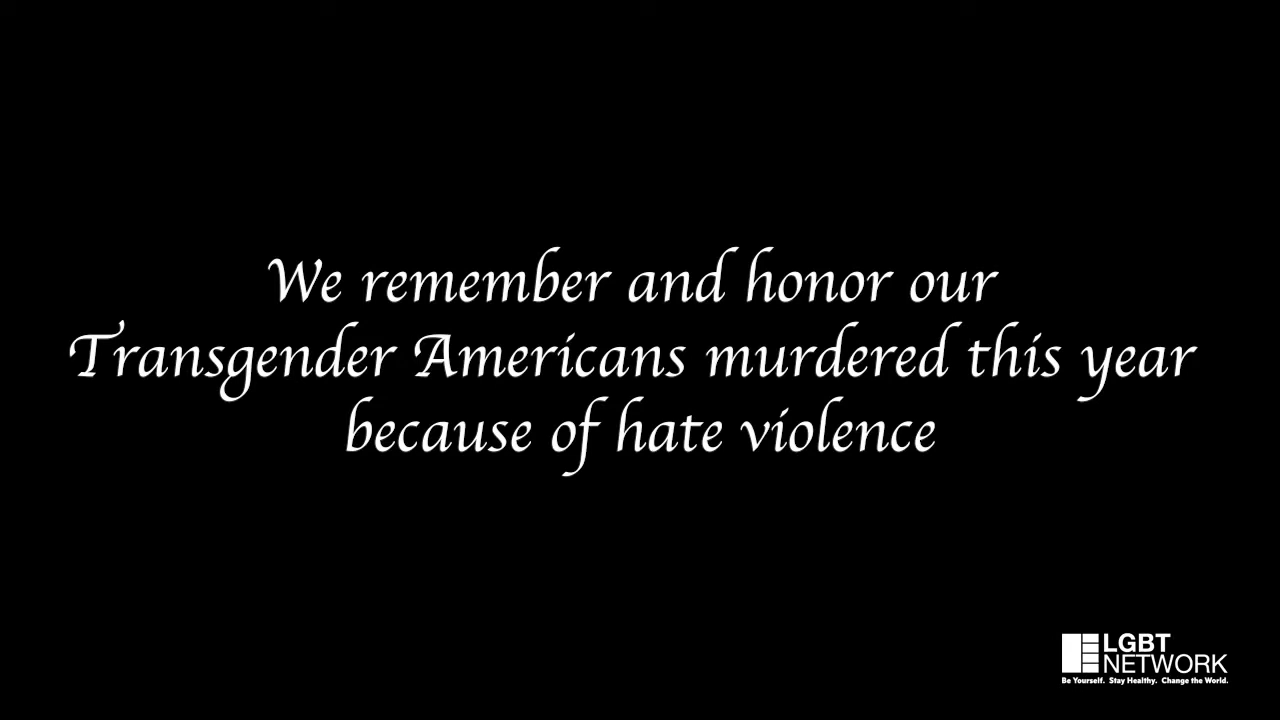 We remember and honor our
Transgender Americans murdered this year
because of hate violence
LGBT
NETWORK
Be Yourself. Stay Healthy. Change the World.